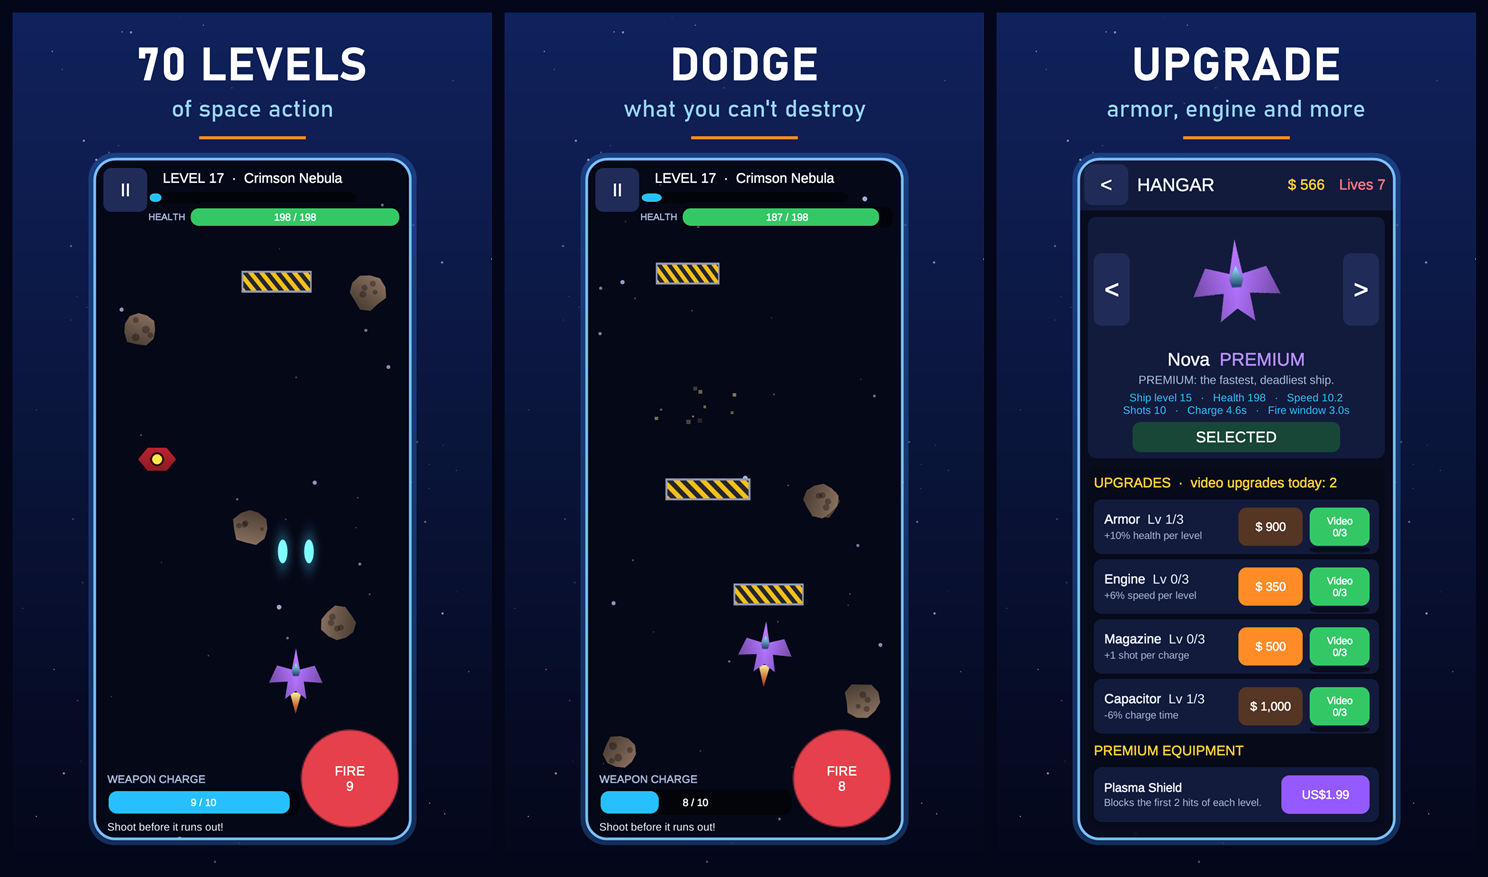 70 LEVELS
of space action
II
LEVEL 17 · Crimson Nebula
HEALTH
198 / 198
WEAPON CHARGE
9 / 10
Shoot before it runs out!
FIRE
9
DODGE
what you can't destroy
II
LEVEL 17 · Crimson Nebula
HEALTH
187 / 198
WEAPON CHARGE
8 / 10
Shoot before it runs out!
FIRE
8
UPGRADE
armor, engine and more
<
HANGAR
$ 566
Lives 7
<
>
Nova PREMIUM
PREMIUM: the fastest, deadliest ship.
Ship level 15 · Health 198 · Speed 10.2
Shots 10 · Charge 4.6s · Fire window 3.0s
SELECTED
UPGRADES · video upgrades today: 2
Armor Lv 1/3
+10% health per level
$ 900
Video
0/3
Engine Lv 0/3
+6% speed per level
$ 350
Video
0/3
Magazine Lv 0/3
+1 shot per charge
$ 500
Video
0/3
Capacitor Lv 1/3
-6% charge time
$ 1,000
Video
0/3
PREMIUM EQUIPMENT
Plasma Shield
Blocks the first 2 hits of each level.
US$1.99